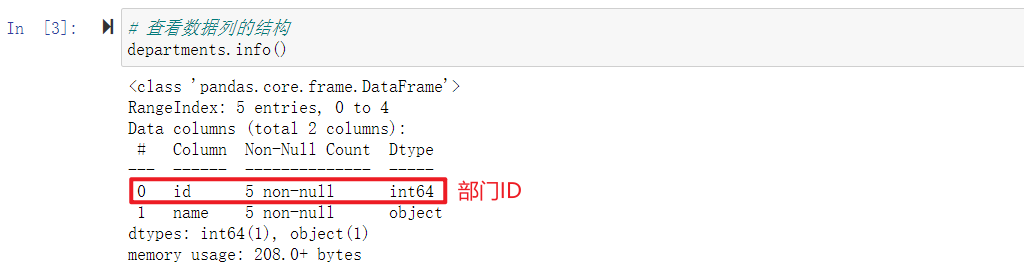 In [3]:
# 查看数据列的结构
departments.info()
<class 'pandas.core.frame.DataFrame'>
RangeIndex: 5 entries, 0 to 4
Data columns (total 2 columns):
 #   Column  Non-Null Count  Dtype
---  ------  --------------  -----
 0   id      5 non-null      int64 部门ID
 1   name    5 non-null      object
dtypes: int64(1), object(1)
memory usage: 208.0+ bytes